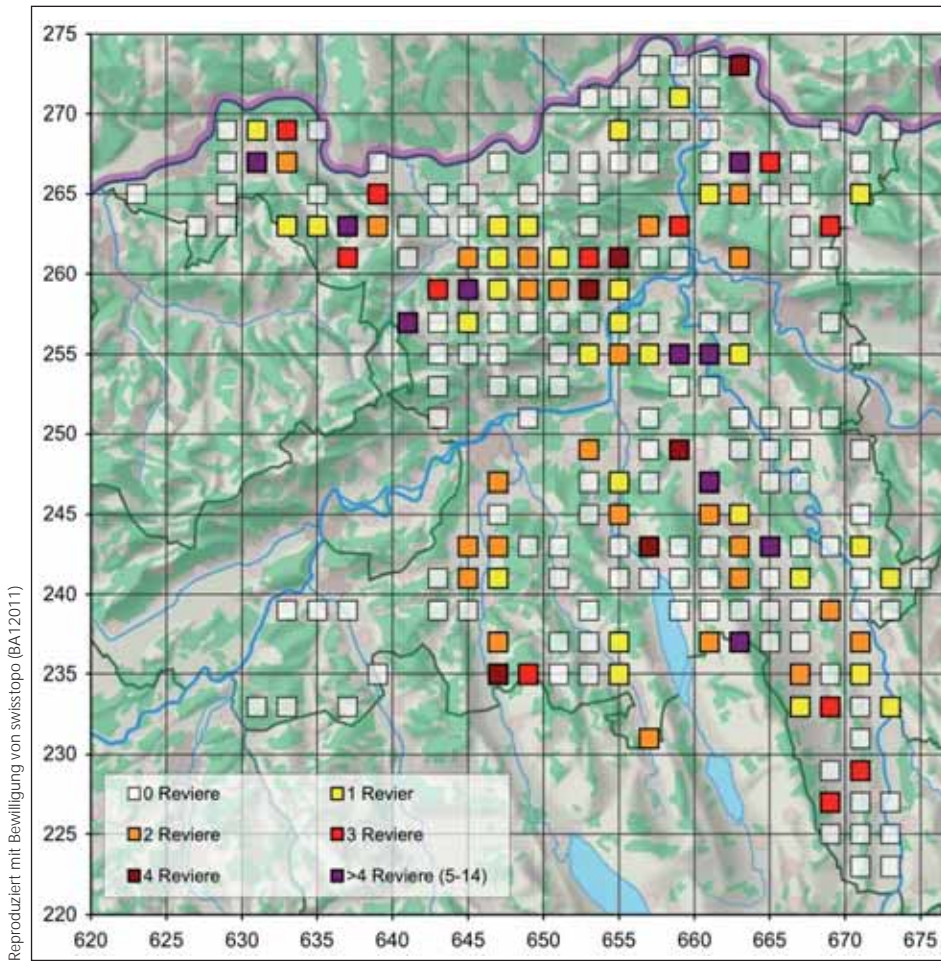 Reproduziert mit Bewilligung von swisstopo (BA12011)
275
270
265
260
255
250
245
240
235
230
225
220
0 Reviere
1 Revier
2 Reviere
3 Reviere
4 Reviere
>4 Reviere (5-14)
620 625 630 635 640 645 650 655 660 665 670 675